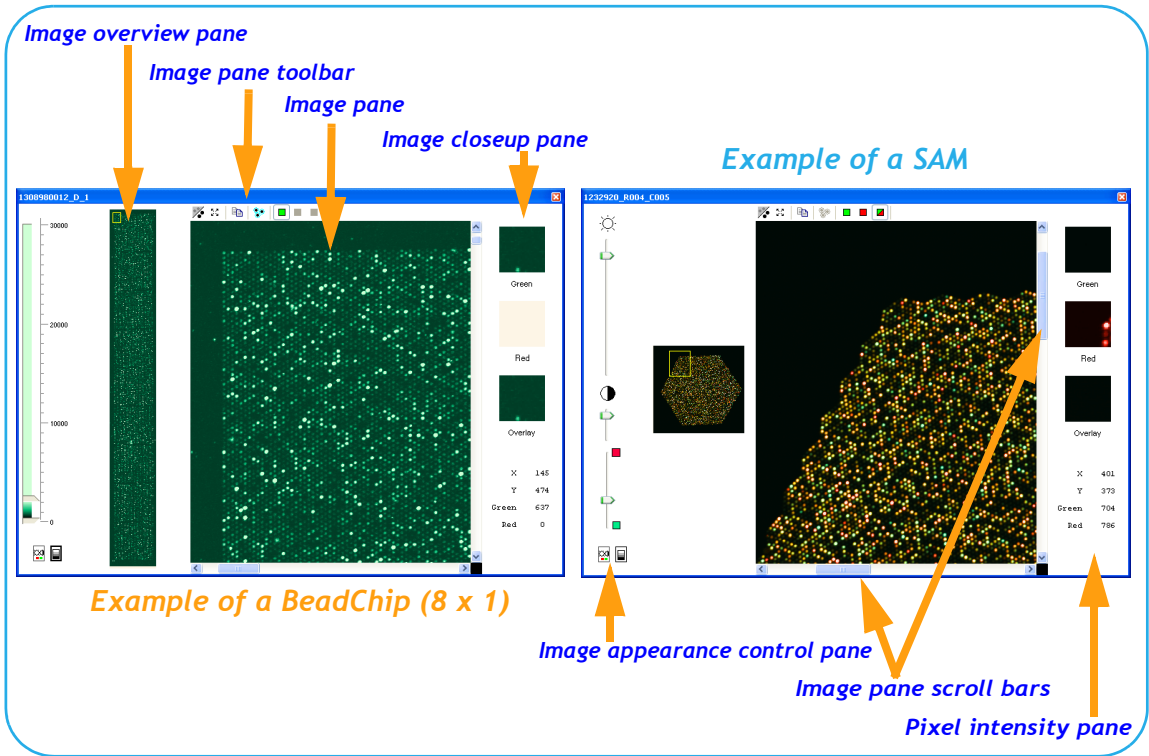 Image overview pane
Image pane toolbar
Image pane
Image closeup pane
Example of a SAM
1308980012_D_1
30000
20000
10000
0
Green
Red
Overlay
X 145
Y 474
Green 637
Red 0
1232920_R004_C005
Green
Red
Overlay
X 401
Y 373
Green 704
Red 786
Example of a BeadChip (8 x 1)
Image appearance control pane
Image pane scroll bars
Pixel intensity pane